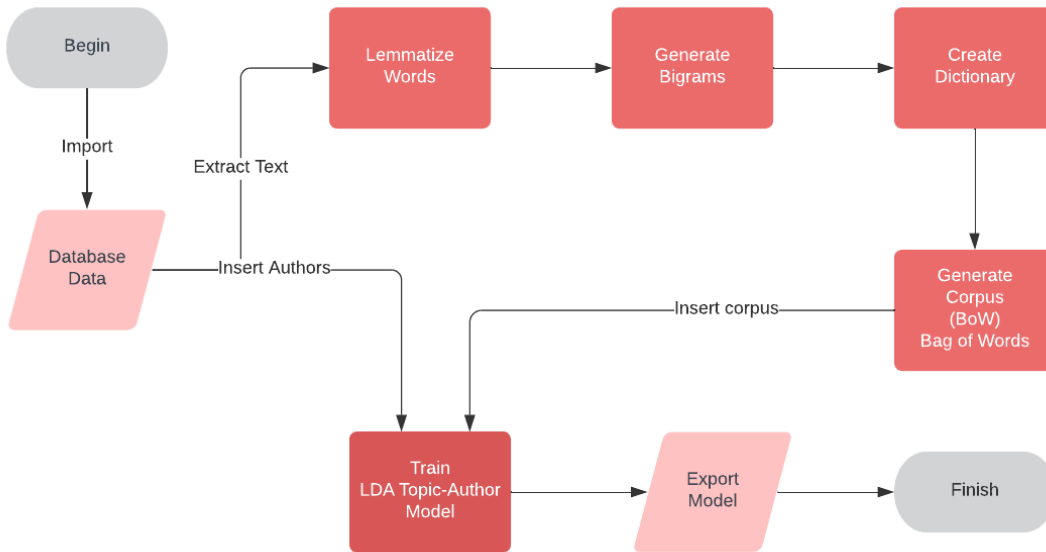 Begin
Lemmatize
Words
Generate
Bigrams
Create
Dictionary
Import
Extract Text
Database
Data
Insert Authors
Generate
Corpus
(BoW)
Bag of Words
Insert corpus
Train
LDA Topic-Author
Model
Export
Model
Finish